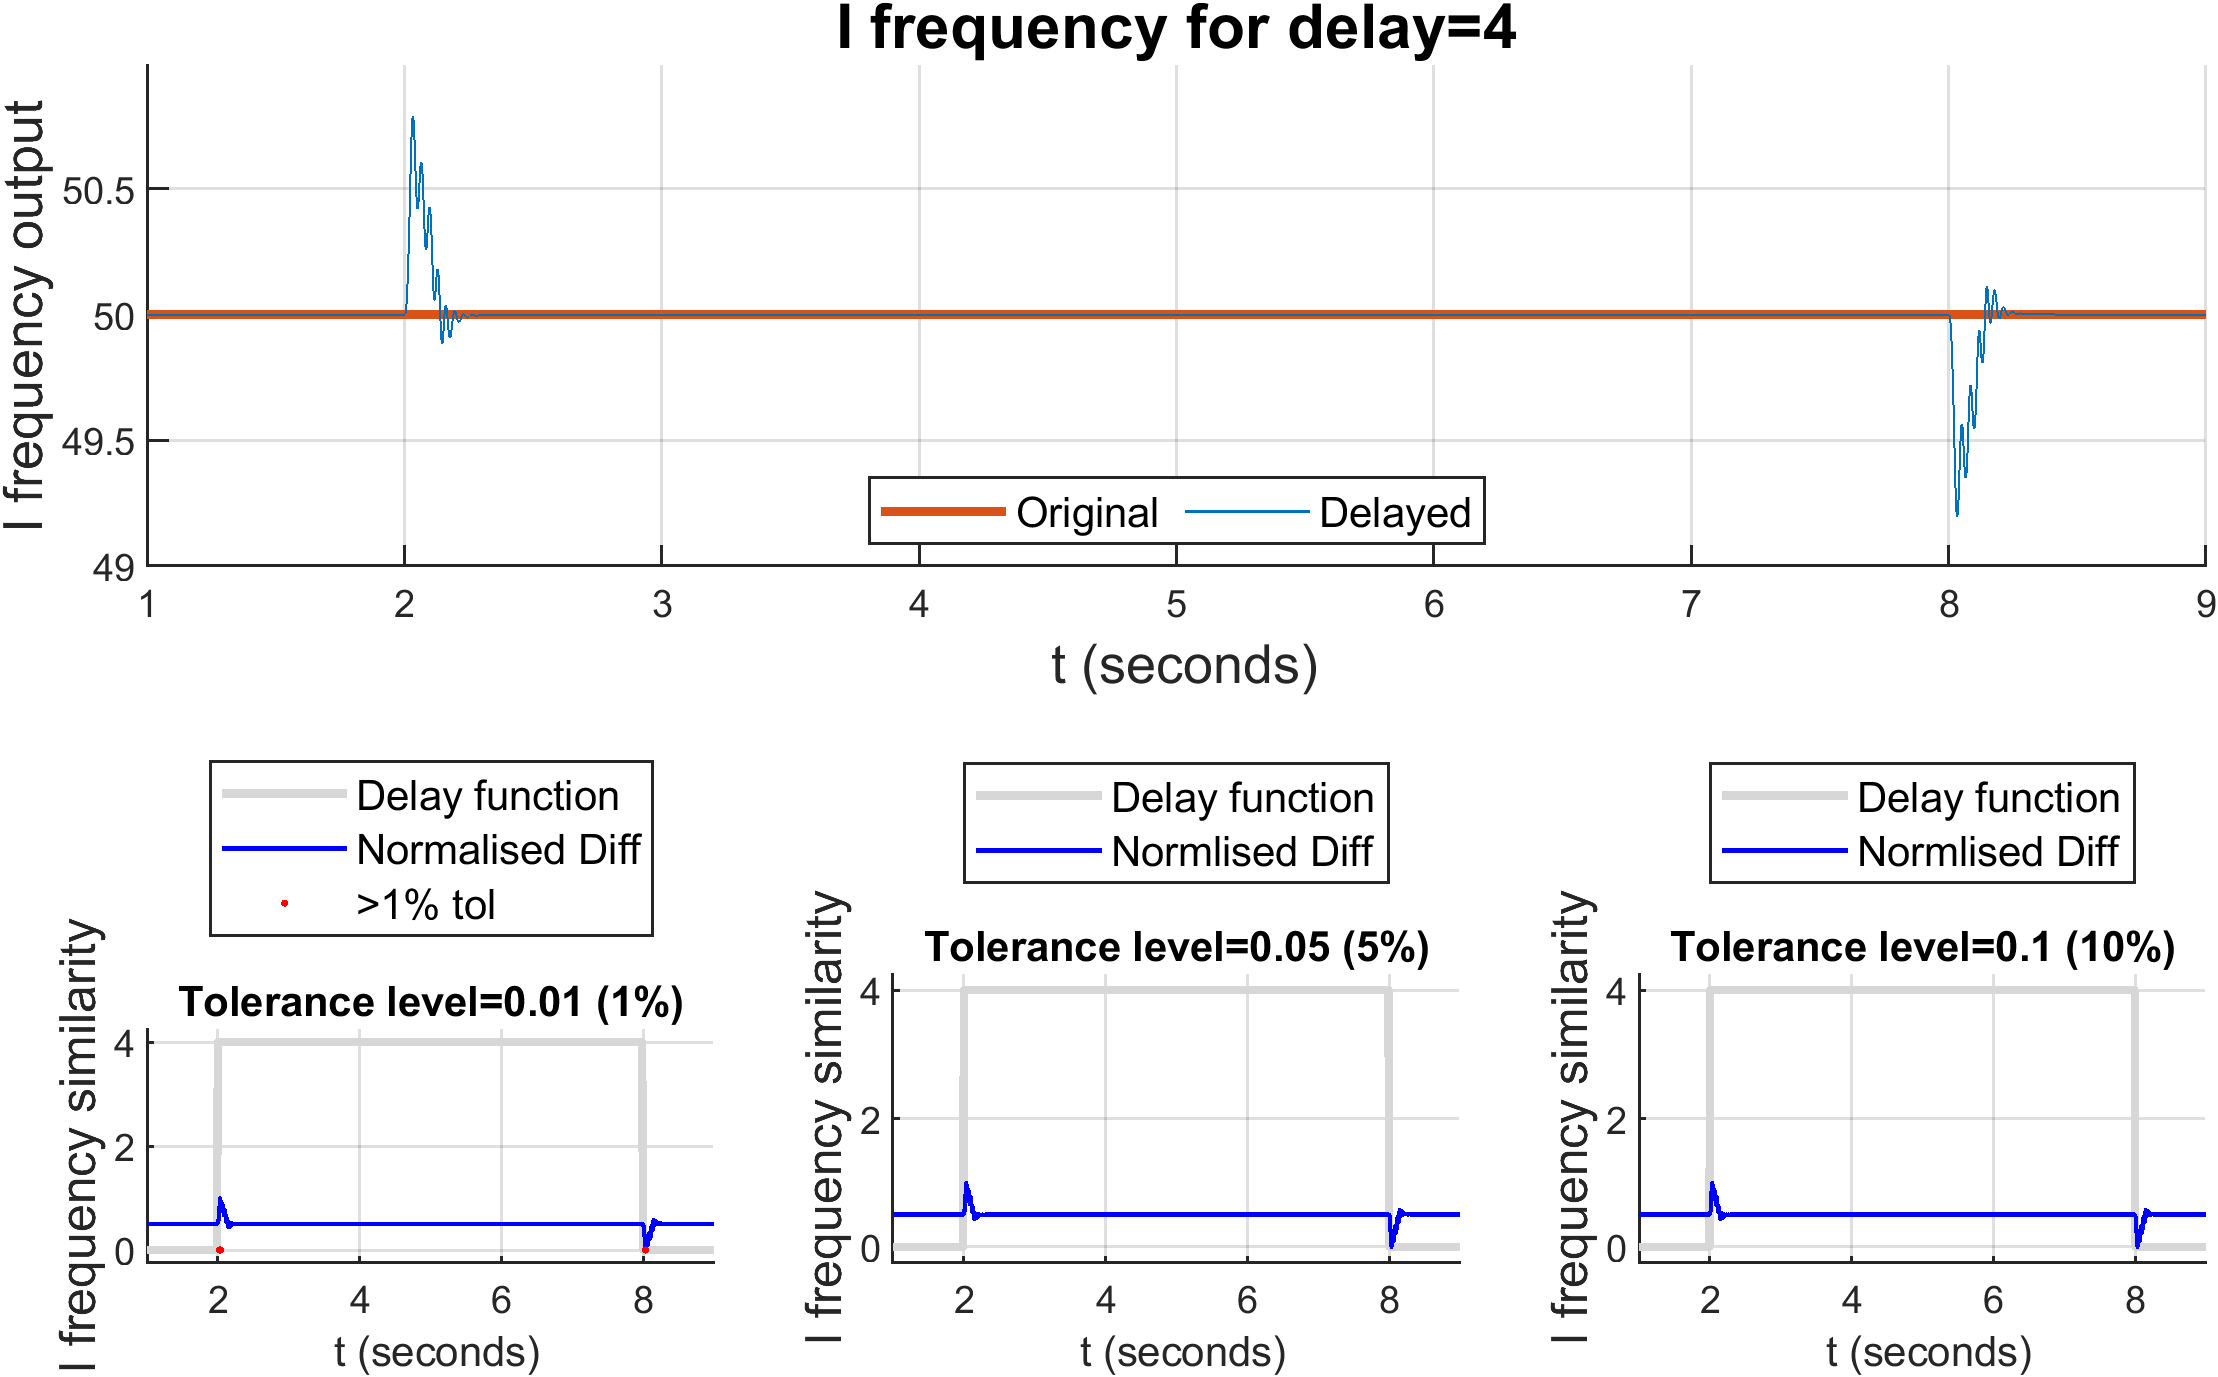 I frequency for delay=4
I frequency output
50.5
50
49.5
49
Original
Delayed
1 2 3 4 5 6 7 8 9
t (seconds)
Delay function
Normalised Diff
>1% tol
Tolerance level=0.01 (1%)
I frequency similarity
4
2
0
2 4 6 8
t (seconds)
Delay function
Normlised Diff
Tolerance level=0.05 (5%)
I frequency similarity
4
2
0
2 4 6 8
t (seconds)
Delay function
Normlised Diff
Tolerance level=0.1 (10%)
I frequency similarity
4
2
0
2 4 6 8
t (seconds)